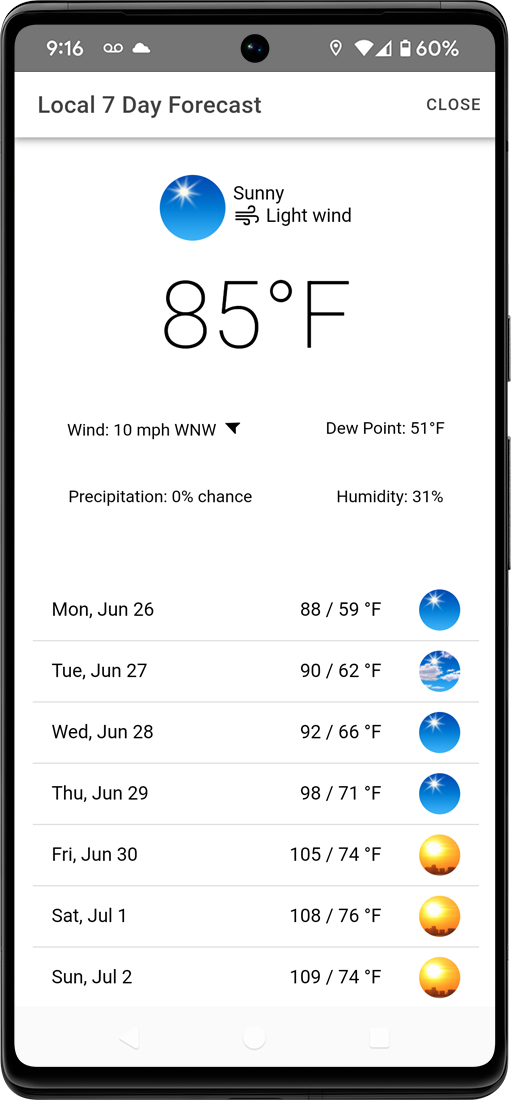 9:16 60%
Local 7 Day Forecast CLOSE
Sunny
Light wind
85°F
Wind: 10 mph WNW Dew Point: 51°F
Precipitation: 0% chance Humidity: 31%
Mon, Jun 26 88 / 59 °F
Tue, Jun 27 90 / 62 °F
Wed, Jun 28 92 / 66 °F
Thu, Jun 29 98 / 71 °F
Fri, Jun 30 105 / 74 °F
Sat, Jul 1 108 / 76 °F
Sun, Jul 2 109 / 74 °F